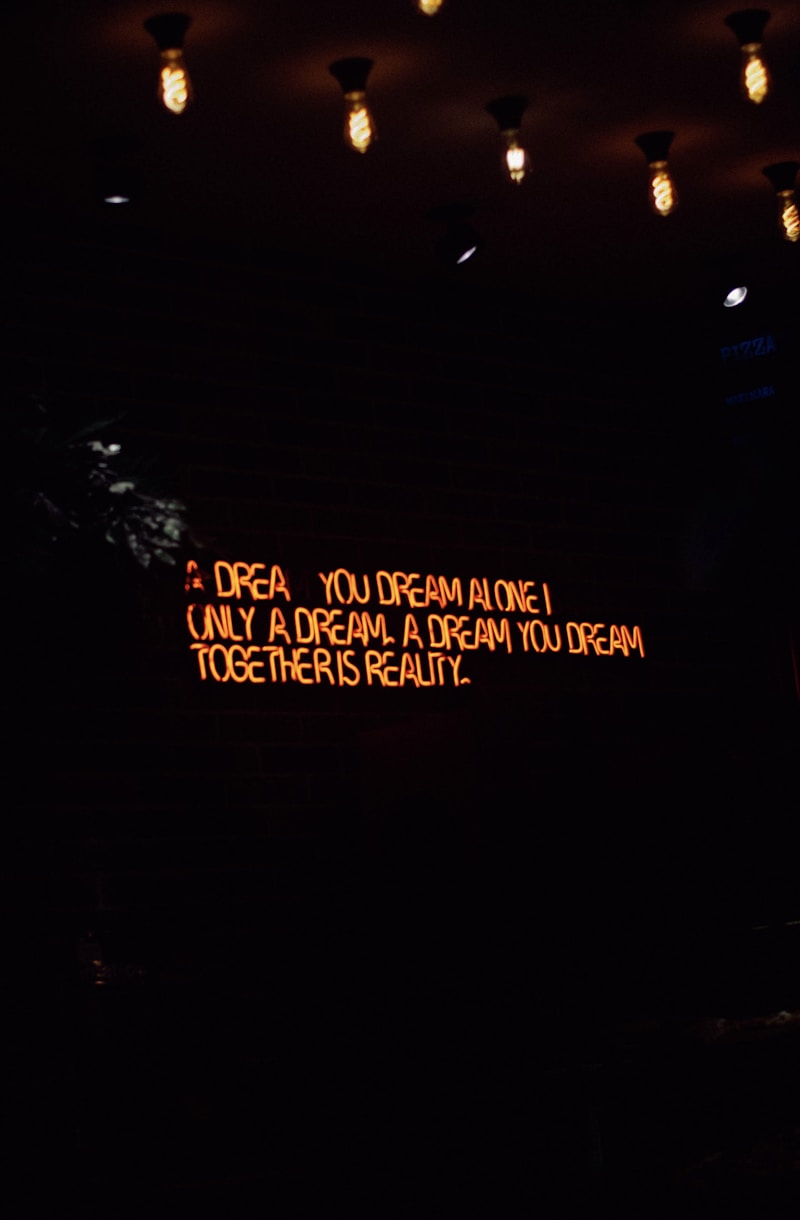 A DREA YOU DREAM ALONE I
ONLY A DREAM. A DREAM YOU DREAM
TOGETHER IS REALITY.
PIZZA